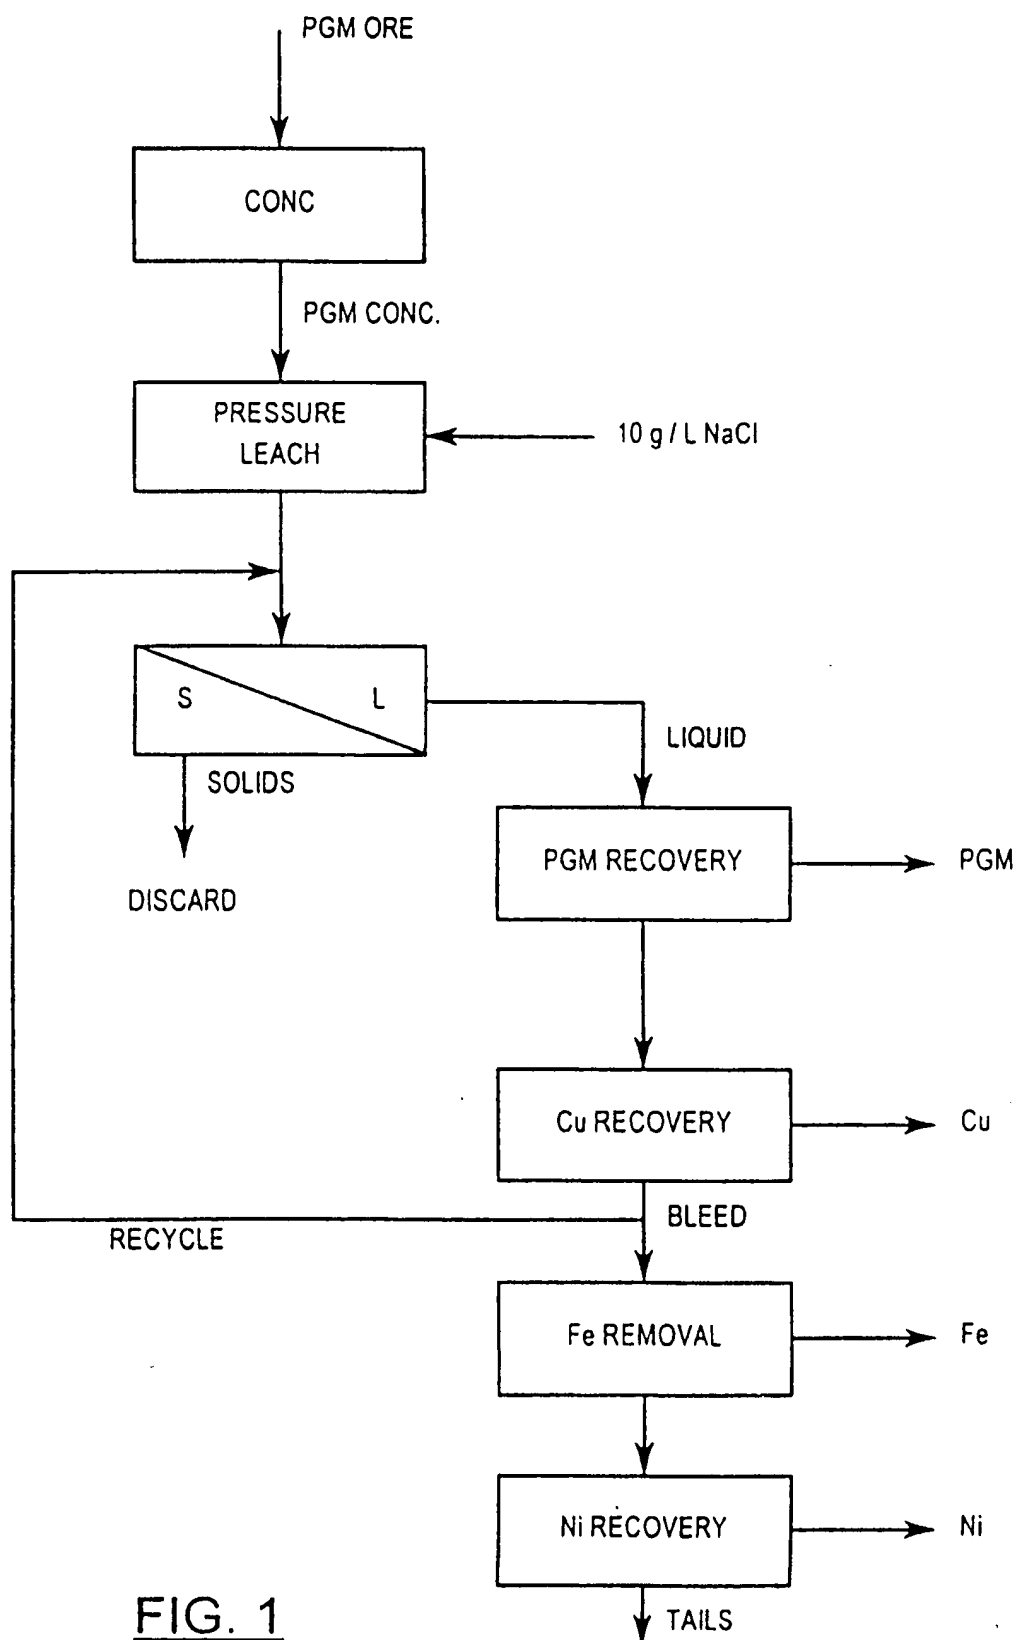 PGM ORE
CONC
PGM CONC.
PRESSURE
LEACH
10 g / L NaCl
S
L
LIQUID
SOLIDS
DISCARD
PGM RECOVERY
PGM
Cu RECOVERY
Cu
BLEED
RECYCLE
Fe REMOVAL
Fe
Ni RECOVERY
Ni
TAILS
FIG. 1